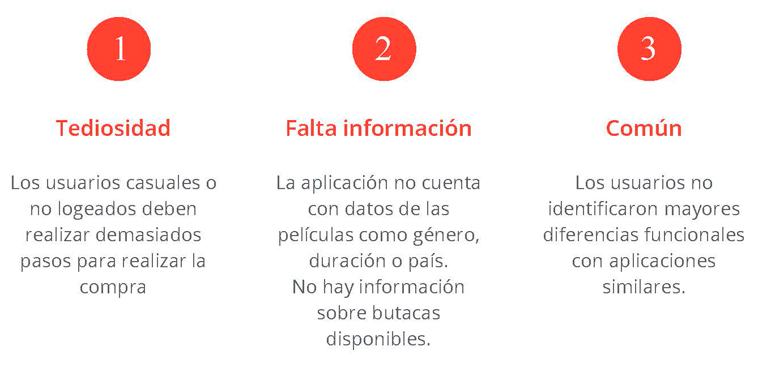 1
Tediosidad
Los usuarios casuales o
no logeados deben
realizar demasiados
pasos para realizar la
compra
2
Falta información
La aplicación no cuenta
con datos de las
películas como género,
duración o país.
No hay información
sobre butacas
disponibles.
3
Común
Los usuarios no
identificaron mayores
diferencias funcionales
con aplicaciones
similares.